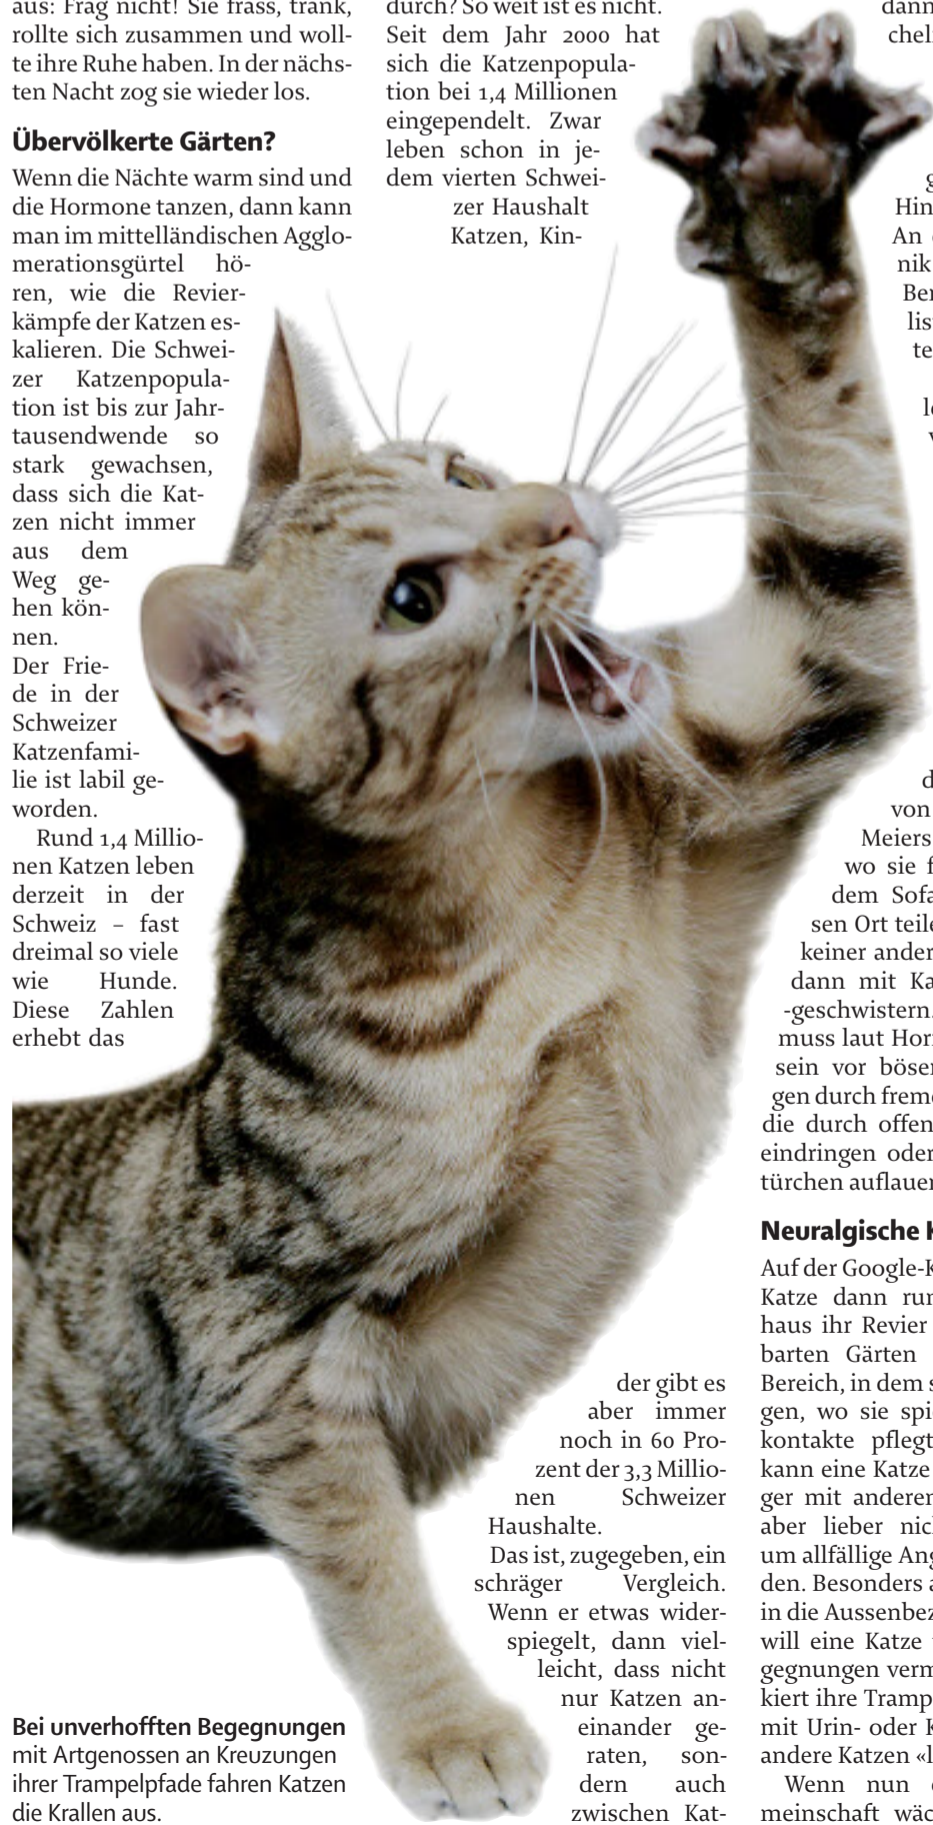 aus: Frag nicht! Sie frass, trank,
rollte sich zusammen und woll-
te ihre Ruhe haben. In der nächs-
ten Nacht zog sie wieder los.
Übervölkerte Gärten?
Wenn die Nächte warm sind und
die Hormone tanzen, dann kann
man im mittelländischen Agglo-
merationsgürtel hö-
ren, wie die Revier-
kämpfe der Katzen es-
kalieren. Die Schwei-
zer Katzenpopula-
tion ist bis zur Jahr-
tausendwende so
stark gewachsen,
dass sich die Kat-
zen nicht immer
aus dem
Weg ge-
hen kön-
nen.
Der Frie-
de in der
Schweizer
Katzenfami-
lie ist labil ge-
worden.
Rund 1,4 Millio-
nen Katzen leben
derzeit in der
Schweiz – fast
dreimal so viele
wie Hunde.
Diese Zahlen
erhebt das
Bei unverhofften Begegnungen
mit Artgenossen an Kreuzungen
ihrer Trampelpfade fahren Katzen
die Krallen aus.
durch? So weit ist es nicht.
Seit dem Jahr 2000 hat
sich die Katzenpopula-
tion bei 1,4 Millionen
eingependelt. Zwar
leben schon in je-
dem vierten Schwei-
zer Haushalt
Katzen, Kin-
der gibt es
aber immer
noch in 60 Pro-
zent der 3,3 Millio-
nen Schweizer
Haushalte.
Das ist, zugegeben, ein
schräger Vergleich.
Wenn er etwas wider-
spiegelt, dann viel-
leicht, dass nicht
nur Katzen an-
einander ge-
raten, son-
dern auch
zwischen Kat-
dann
Hin
An
nik
Ber
lis
te
von
Meiers
wo sie f
dem Sofa
sen Ort teile
keiner ander
dann mit Ka
-geschwistern.
muss laut Hor
sein vor böser
gen durch frem
die durch offen
eindringen oder
türchen auflauer
Neuralgische K
Auf der Google-K
Katze dann run
haus ihr Revier
barten Gärten
Bereich, in dem s
gen, wo sie spi
kontakte pflegt
kann eine Katze
ger mit anderen
aber lieber nic
um allfällige Ang
den. Besonders a
in die Aussenbez
will eine Katze
gegnungen verm
kiert ihre Tramp
mit Urin- oder K
andere Katzen «l
Wenn nun
meinschaft wäc